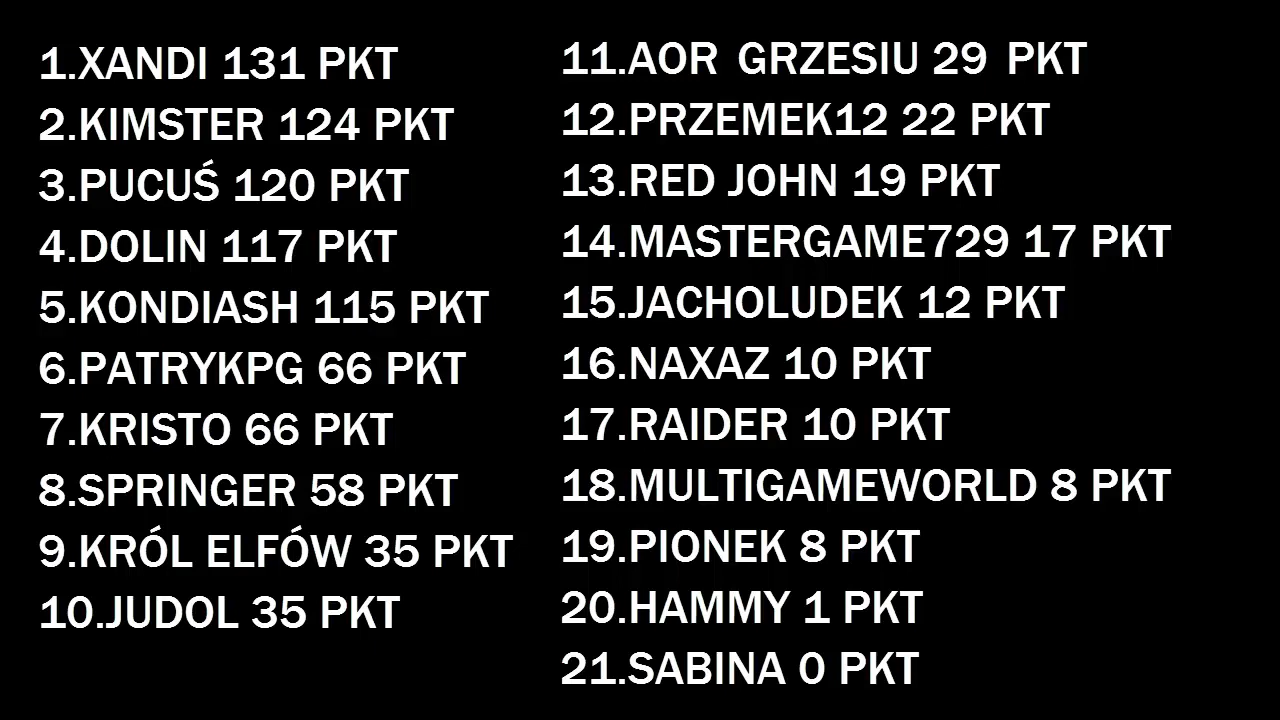 1.XANDI 131 PKT
2.KIMSTER 124 PKT
3.PUCUŚ 120 PKT
4.DOLIN 117 PKT
5.KONDIASH 115 PKT
6.PATRYKPG 66 PKT
7.KRISTO 66 PKT
8.SPRINGER 58 PKT
9.KRÓL ELFÓW 35 PKT
10.JUDOL 35 PKT
11.AOR GRZESIU 29 PKT
12.PRZEMEK12 22 PKT
13.RED JOHN 19 PKT
14.MASTERGAME729 17 PKT
15.JACHOLUDEK 12 PKT
16.NAXAZ 10 PKT
17.RAIDER 10 PKT
18.MULTIGAMEWORLD 8 PKT
19.PIONEK 8 PKT
20.HAMMY 1 PKT
21.SABINA 0 PKT